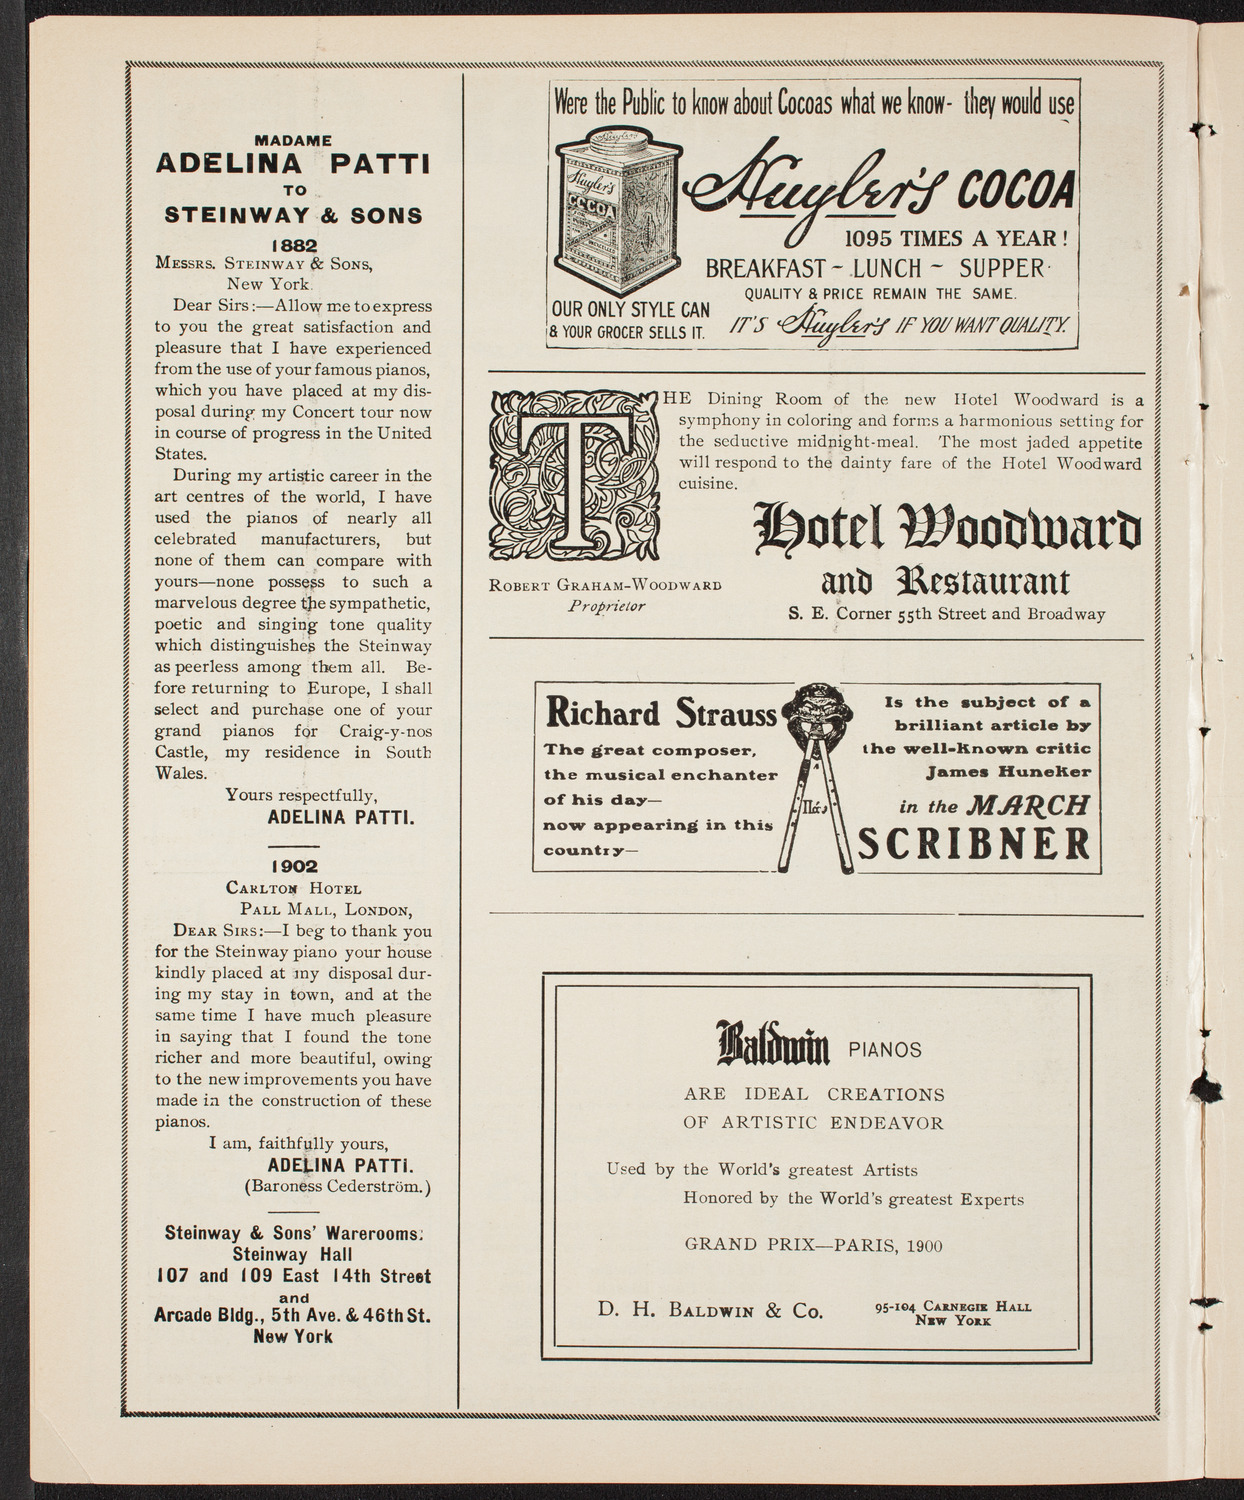 MADAME
ADELINA PATTI
TO
STEINWAY & SONS
1882
MESSRS. STEINWAY & SONS,
New York.
Dear Sirs:—Allow me to express
to you the great satisfaction and
pleasure that I have experienced
from the use of your famous pianos,
which you have placed at my dis-
posal during my Concert tour now
in course of progress in the United
States.
During my artistic career in the
art centres of the world, I have
used the pianos of nearly all
celebrated manufacturers, but
none of them can compare with
yours—none possess to such a
marvelous degree the sympathetic,
poetic and singing tone quality
which distinguishes the Steinway
as peerless among them all. Be-
fore returning to Europe, I shall
select and purchase one of your
grand pianos for Craig-y-nos
Castle, my residence in South
Wales.
Yours respectfully,
ADELINA PATTI.
1902
CARLTON HOTEL
PALL MALL, LONDON,
DEAR SIRS:—I beg to thank you
for the Steinway piano your house
kindly placed at my disposal dur-
ing my stay in town, and at the
same time I have much pleasure
in saying that I found the tone
richer and more beautiful, owing
to the new improvements you have
made in the construction of these
pianos.
I am, faithfully yours,
ADELINA PATTI.
(Baroness Cederström.)
Steinway & Sons' Warerooms:
Steinway Hall
107 and 109 East 14th Street
and
Arcade Bldg., 5th Ave. & 46th St.
New York
Were the Public to know about Cocoas what we know- they would use
Huyler's
Huyler's
COCOA
Huyler's COCOA
1095 TIMES A YEAR!
BREAKFAST ~ LUNCH ~ SUPPER
QUALITY & PRICE REMAIN THE SAME.
OUR ONLY STYLE CAN
& YOUR GROCER SELLS IT.
IT'S Huyler's IF YOU WANT QUALITY.
THE Dining Room of the new Hotel Woodward is a
symphony in coloring and forms a harmonious setting for
the seductive midnight-meal. The most jaded appetite
will respond to the dainty fare of the Hotel Woodward
cuisine.
Hotel Woodward
and Restaurant
S. E. Corner 55th Street and Broadway
ROBERT GRAHAM-WOODWARD
Proprietor
Richard Strauss
The great composer,
the musical enchanter
of his day—
now appearing in this
country—
Πάν
Is the subject of a
brilliant article by
the well-known critic
James Huneker
in the MARCH
SCRIBNER
Baldwin PIANOS
ARE IDEAL CREATIONS
OF ARTISTIC ENDEAVOR
Used by the World's greatest Artists
Honored by the World's greatest Experts
GRAND PRIX—PARIS, 1900
D. H. BALDWIN & Co.
95-104 CARNEGIE HALL
NEW YORK